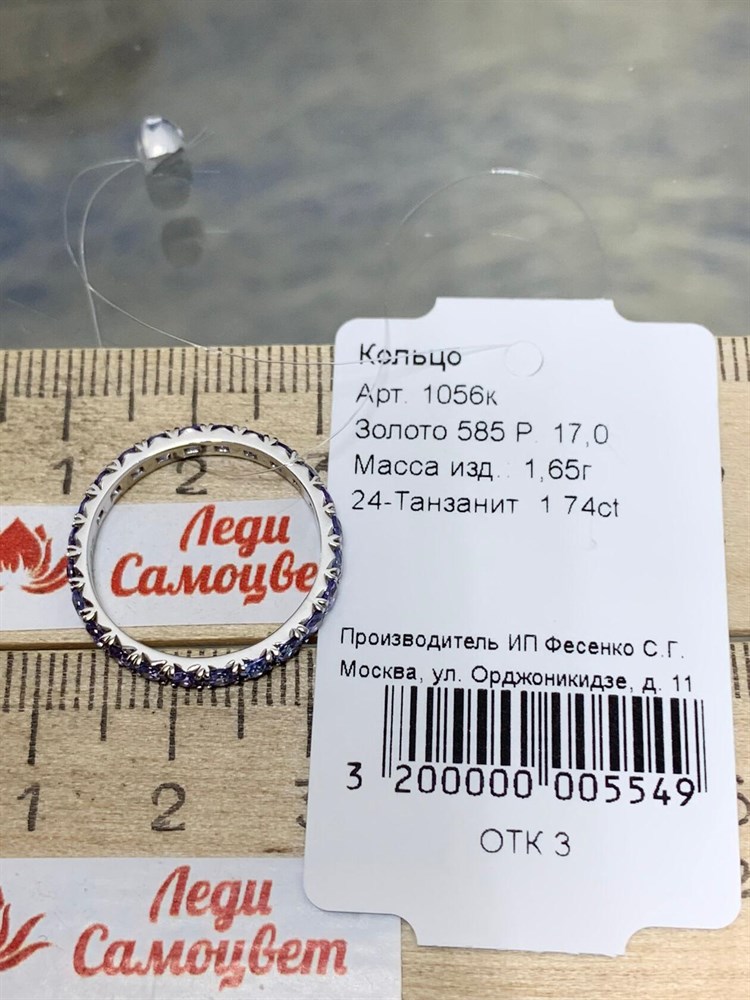 Кольцо
Арт. 1056к
Золото 585 Р. 17,0
Масса изд.: 1,65г
24-Танзанит 1 74ct
Производитель ИП Фесенко С.Г.
Москва, ул. Орджоникидзе, д. 11
3 200000 005549
ОТК 3
1 2
Леди
Самоцве
1 2
Леди
Самоцвет